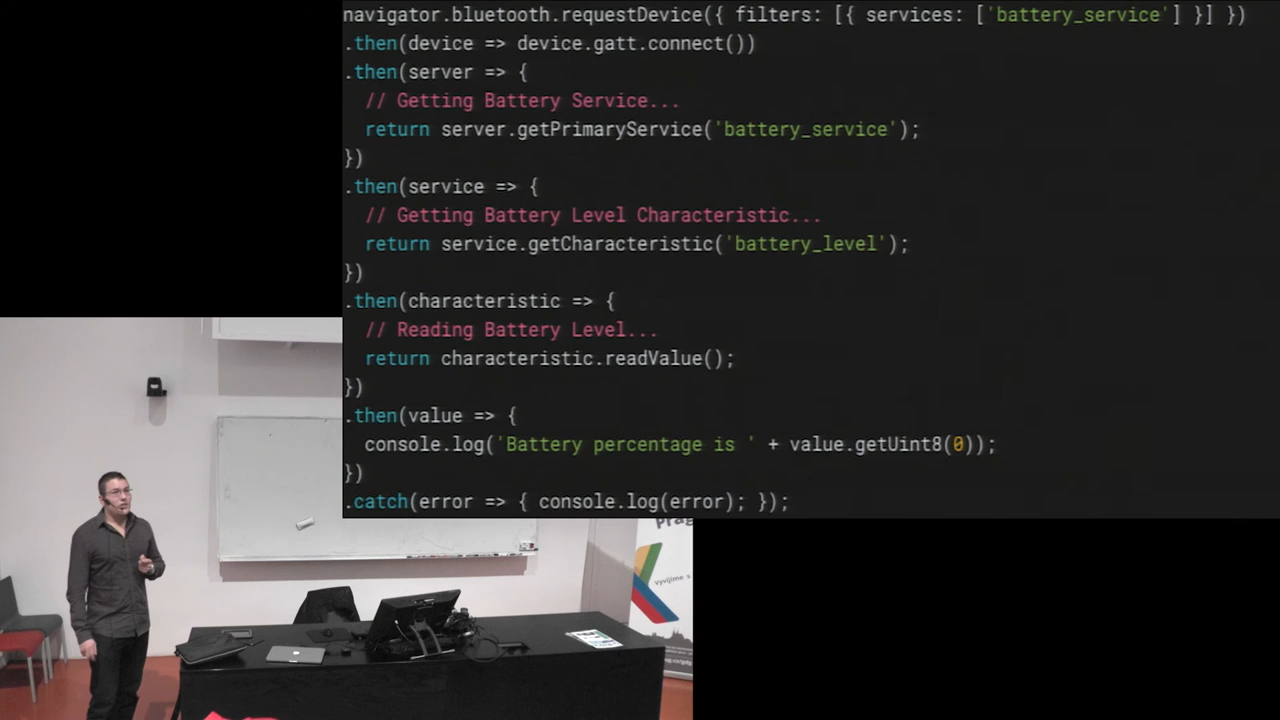 navigator.bluetooth.requestDevice({ filters: [{ services: ['battery_service'] }] })
.then(device => device.gatt.connect())
.then(server => {
  // Getting Battery Service...
  return server.getPrimaryService('battery_service');
})
.then(service => {
  // Getting Battery Level Characteristic...
  return service.getCharacteristic('battery_level');
})
.then(characteristic => {
  // Reading Battery Level...
  return characteristic.readValue();
})
.then(value => {
  console.log('Battery percentage is ' + value.getUint8(0));
})
.catch(error => { console.log(error); });
Vyvíjíme s